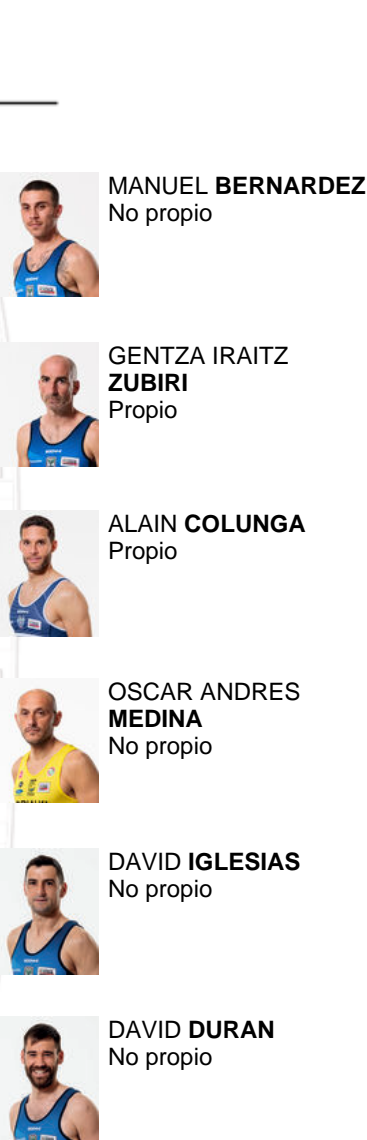 MANUEL BERNARDEZ
No propio
GENTZA IRAITZ
ZUBIRI
Propio
ALAIN COLUNGA
Propio
OSCAR ANDRES
MEDINA
No propio
DAVID IGLESIAS
No propio
DAVID DURAN
No propio